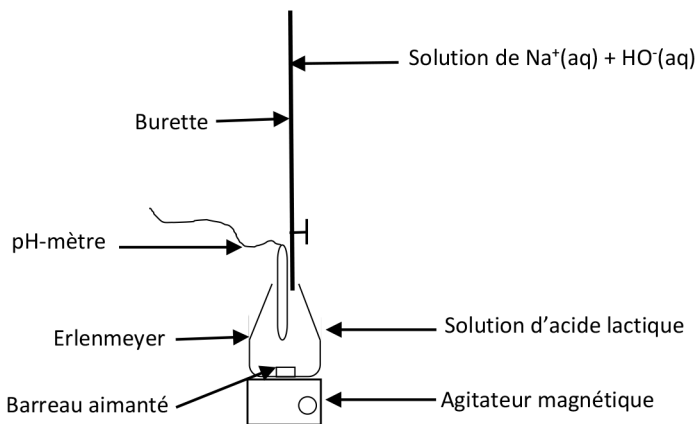 Solution de Na⁺(aq) + HO⁻(aq)
Burette
pH-mètre
Erlenmeyer
Solution d’acide lactique
Barreau aimanté
Agitateur magnétique